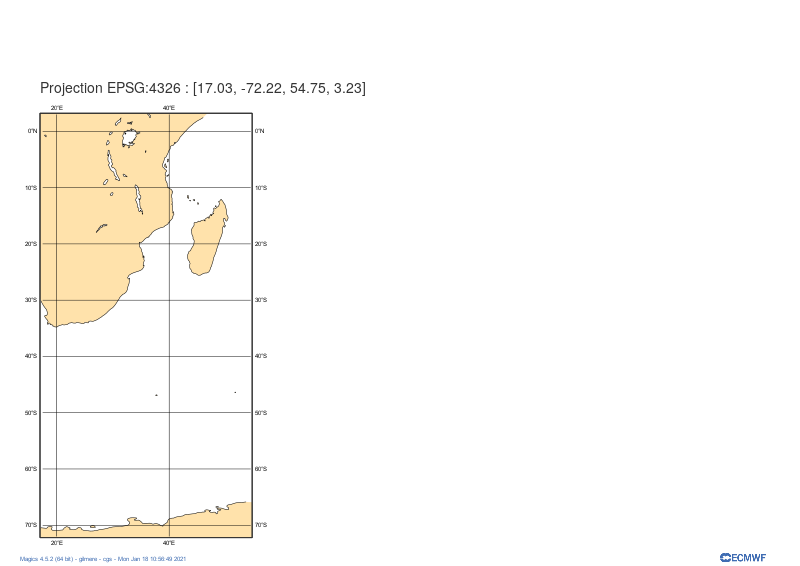 Projection EPSG:4326 : [17.03, -72.22, 54.75, 3.23]
20°E 40°E
0°N 0°N
10°S 10°S
20°S 20°S
30°S 30°S
40°S 40°S
50°S 50°S
60°S 60°S
70°S 70°S
20°E 40°E
Magics 4.5.2 (64 bit) - gilmere - cgs - Mon Jan 18 10:56:49 2021
ECMWF